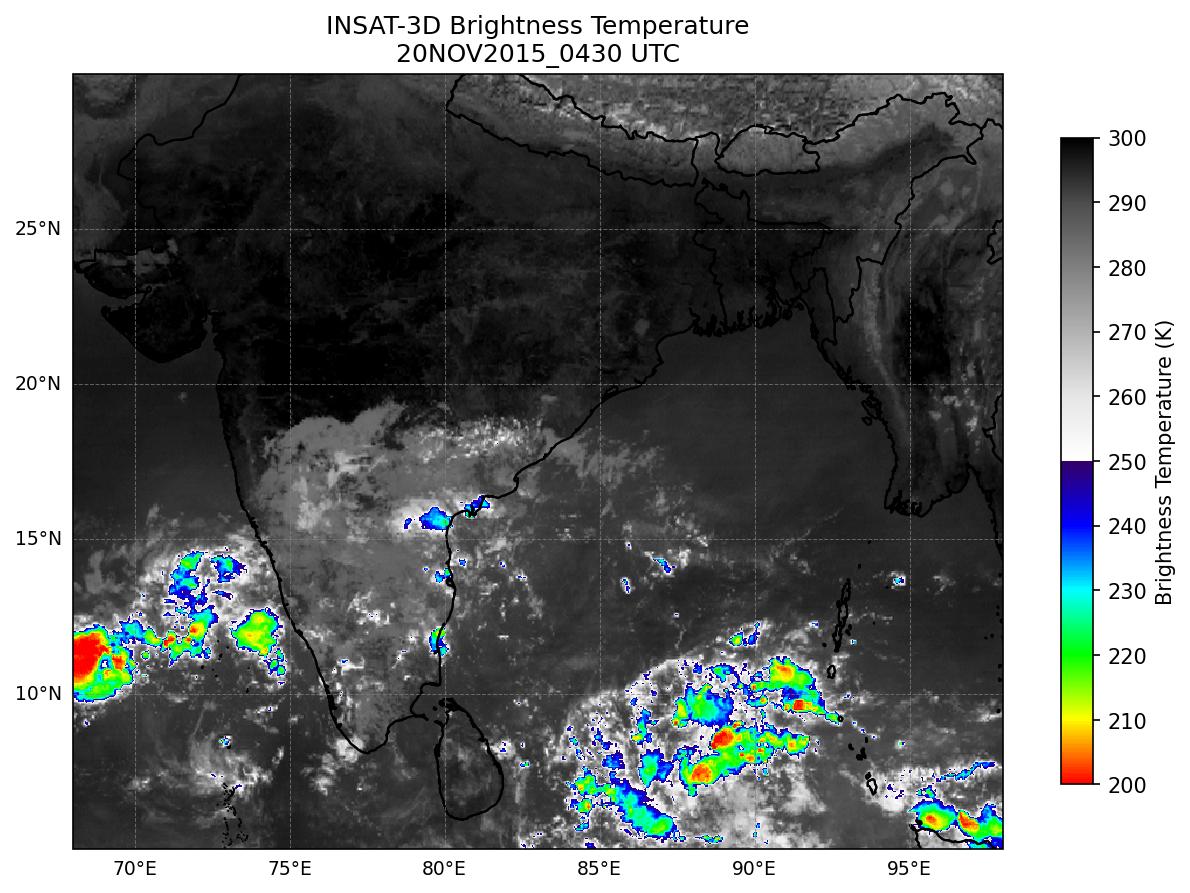 INSAT-3D Brightness Temperature
20NOV2015_0430 UTC
25°N
20°N
15°N
10°N
70°E
75°E
80°E
85°E
90°E
95°E
300
290
280
270
260
250
240
230
220
210
200
Brightness Temperature (K)